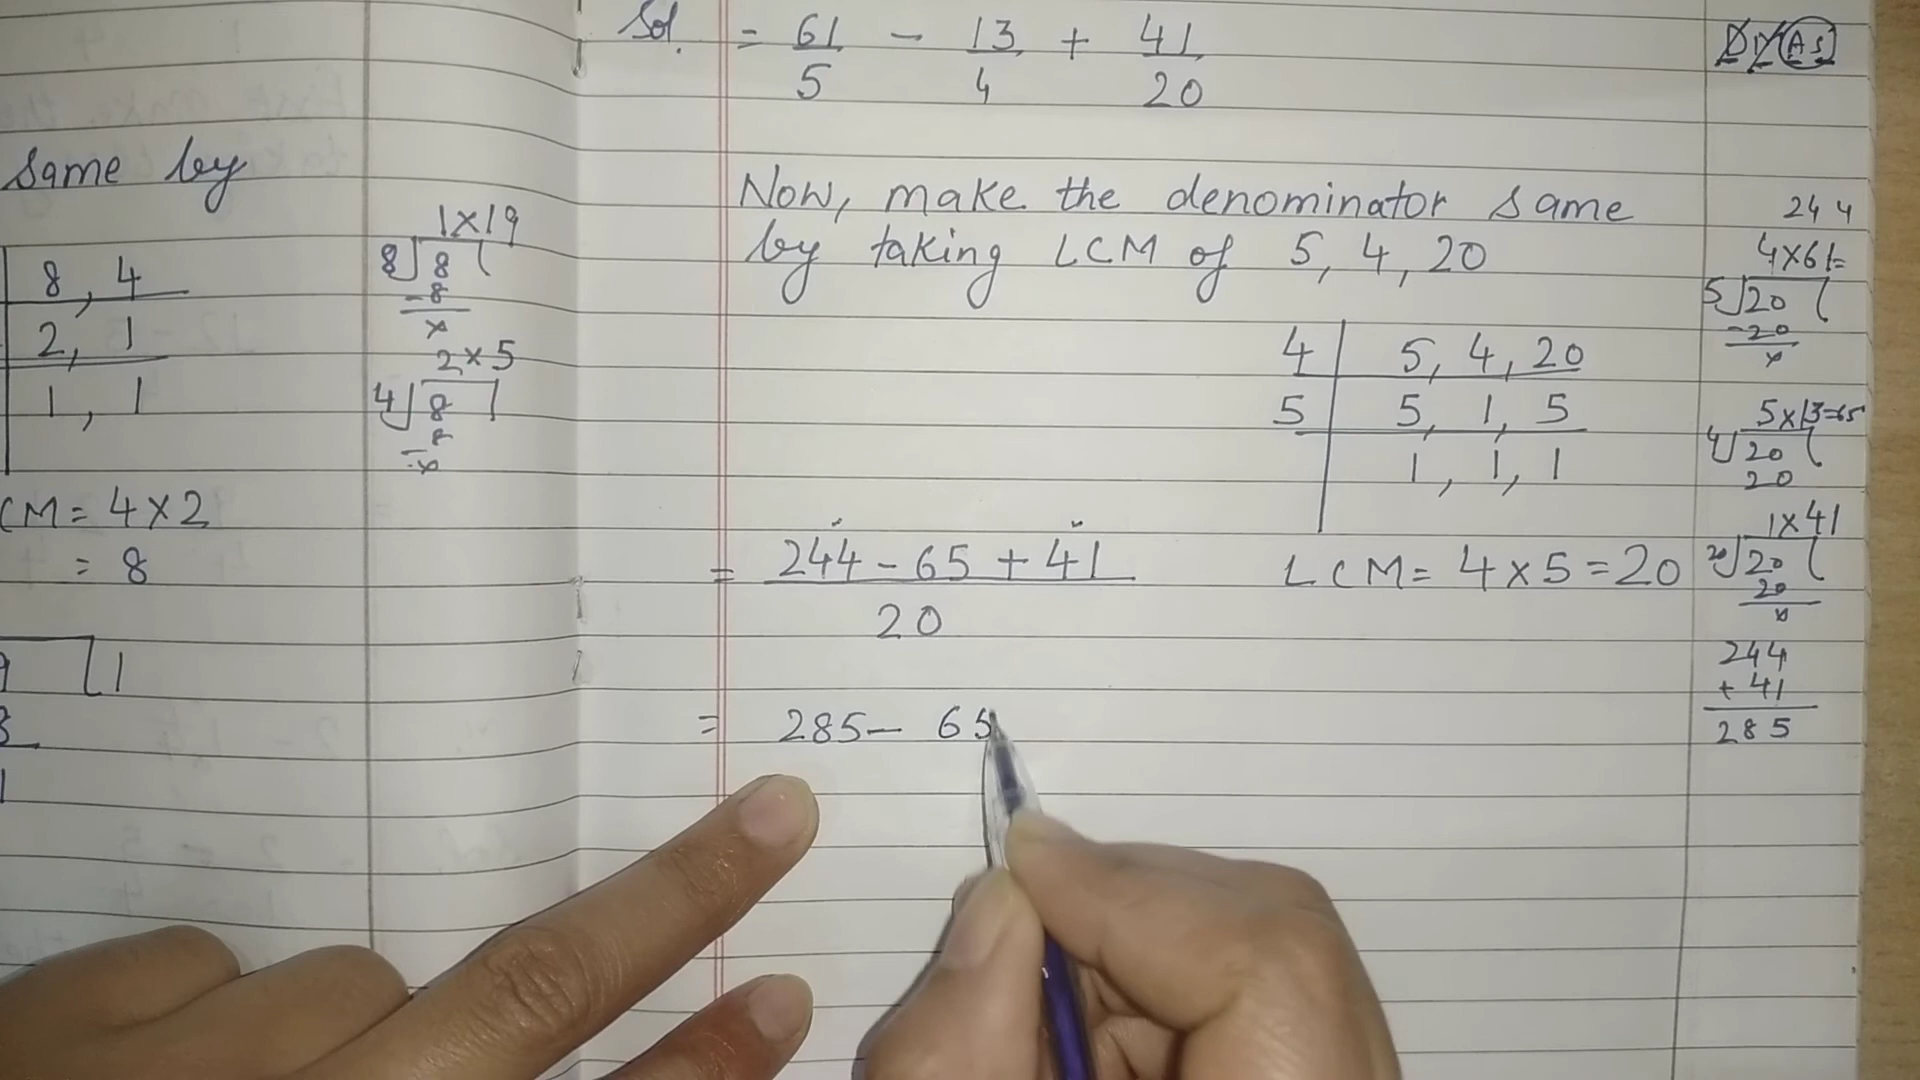 same by
8, 4
2, 1
1, 1
CM = 4 × 2
= 8
1 × 19
8 8
- 8
×
2 × 5
4 8
- 8
×
1
Sol. = 61/5 - 13/4 + 41/20
Now, make the denominator same
by taking LCM of 5, 4, 20
4 | 5, 4, 20
5 | 5, 1, 5
1, 1, 1
LCM = 4 × 5 = 20
= 244 - 65 + 41
20
= 285 - 65
244
4 × 61 =
5 20
- 20
×
5 × 13 = 65
4 20
20
1 × 41
20 20
20
×
244
+ 41
285